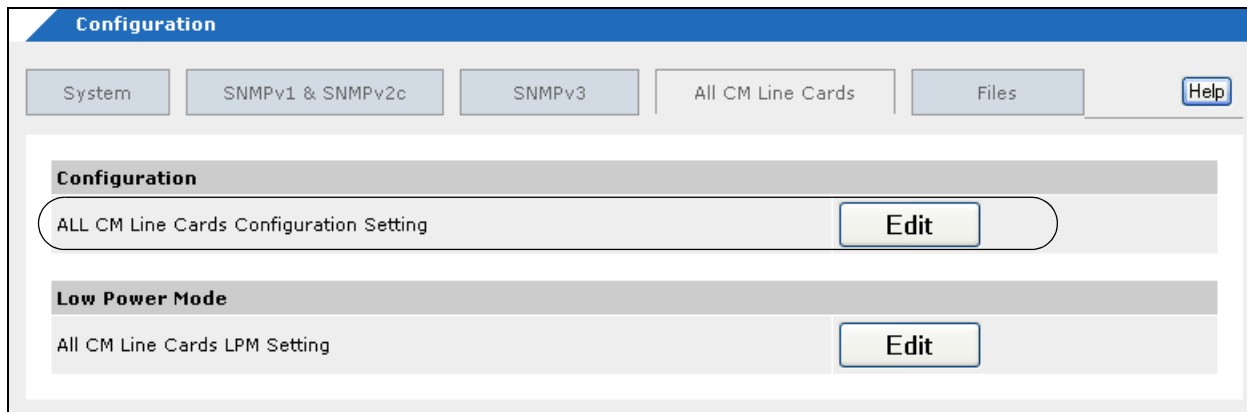 Configuration
System SNMPv1 & SNMPv2c SNMPv3 All CM Line Cards Files Help
Configuration
ALL CM Line Cards Configuration Setting Edit
Low Power Mode
All CM Line Cards LPM Setting Edit